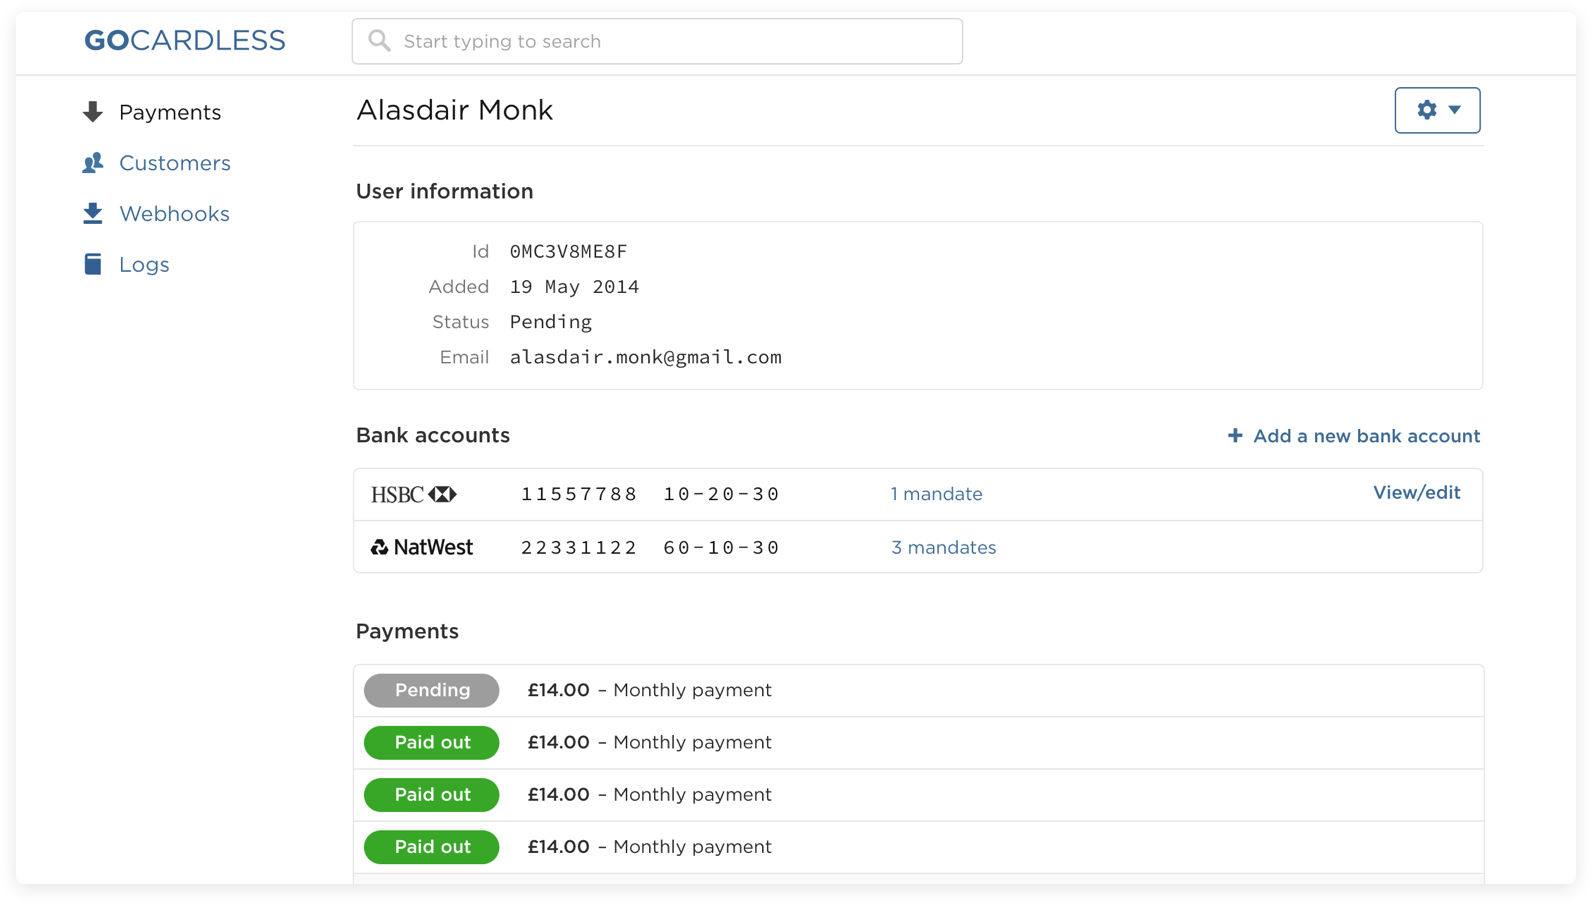 GOCARDLESS
Start typing to search
Payments
Customers
Webhooks
Logs
Alasdair Monk
User information
Id 0MC3V8ME8F
Added 19 May 2014
Status Pending
Email alasdair.monk@gmail.com
Bank accounts
+ Add a new bank account
HSBC 11557788 10-20-30 1 mandate View/edit
NatWest 22331122 60-10-30 3 mandates
Payments
Pending £14.00 – Monthly payment
Paid out £14.00 – Monthly payment
Paid out £14.00 – Monthly payment
Paid out £14.00 – Monthly payment